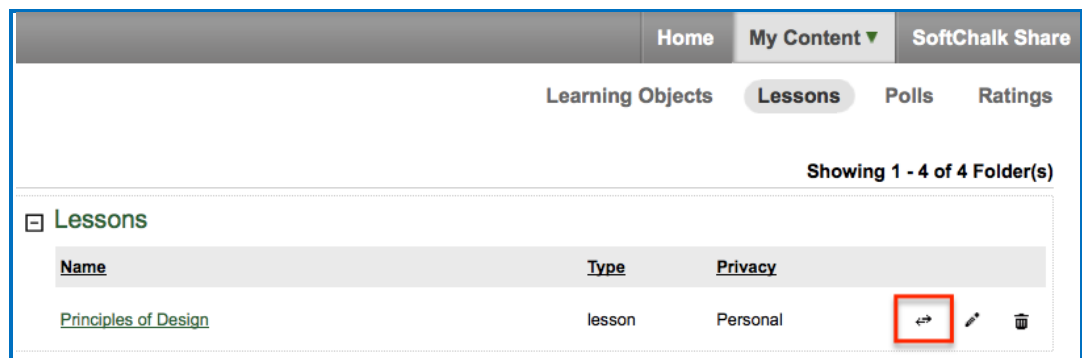 Home My Content▼ SoftChalk Share
Learning Objects Lessons Polls Ratings
Showing 1 - 4 of 4 Folder(s)
Lessons
Name Type Privacy
Principles of Design lesson Personal